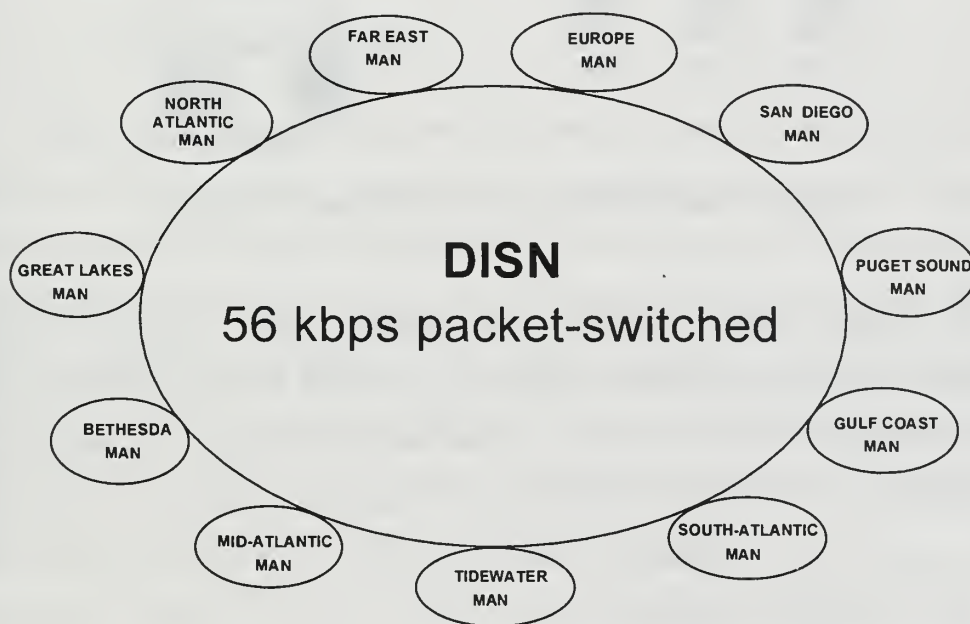 FAR EAST
MAN
EUROPE
MAN
NORTH
ATLANTIC
MAN
SAN DIEGO
MAN
GREAT LAKES
MAN
DISN
56 kbps packet-switched
PUGET SOUND
MAN
BETHESDA
MAN
GULF COAST
MAN
MID-ATLANTIC
MAN
SOUTH-ATLANTIC
MAN
TIDEWATER
MAN